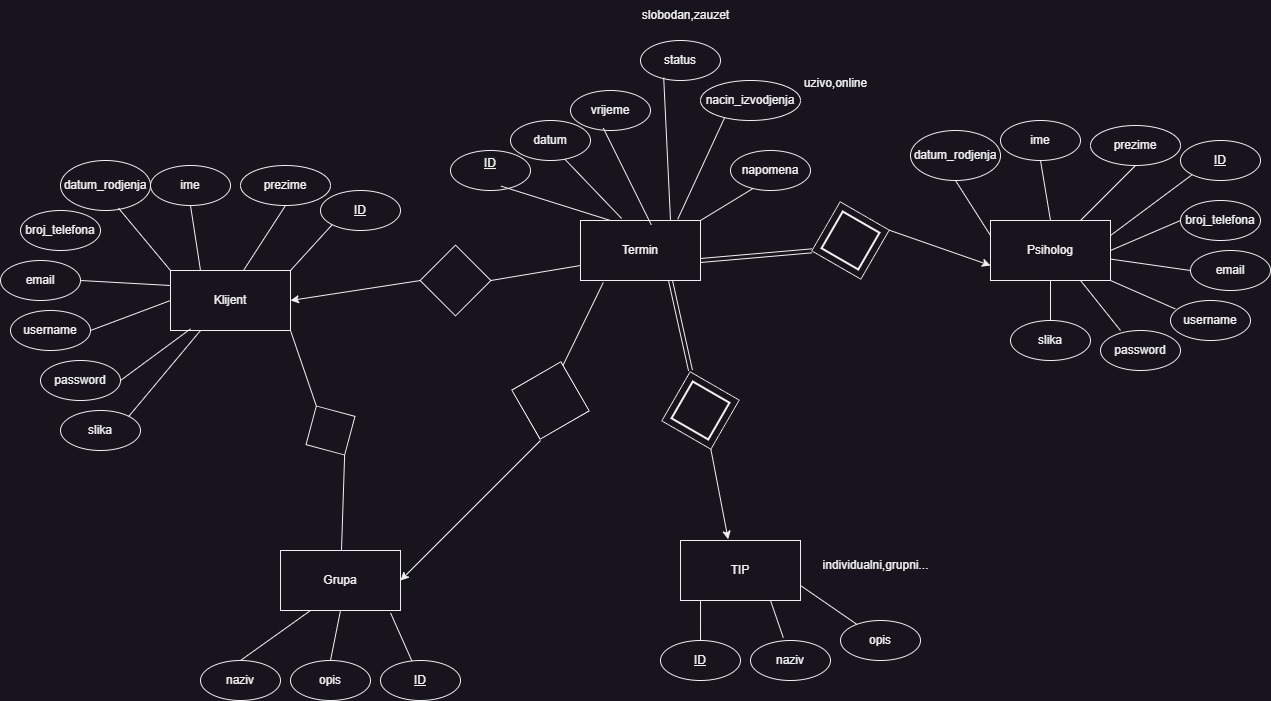 slobodan,zauzet
status
nacin_izvodjenja
uzivo,online
vrijeme
datum
ID
napomena
Termin
datum_rodjenja
ime
prezime
ID
broj_telefona
email
username
password
slika
Klijent
datum_rodjenja
ime
prezime
ID
broj_telefona
email
username
password
slika
Psiholog
Grupa
naziv
opis
ID
TIP
individualni,grupni...
ID
naziv
opis